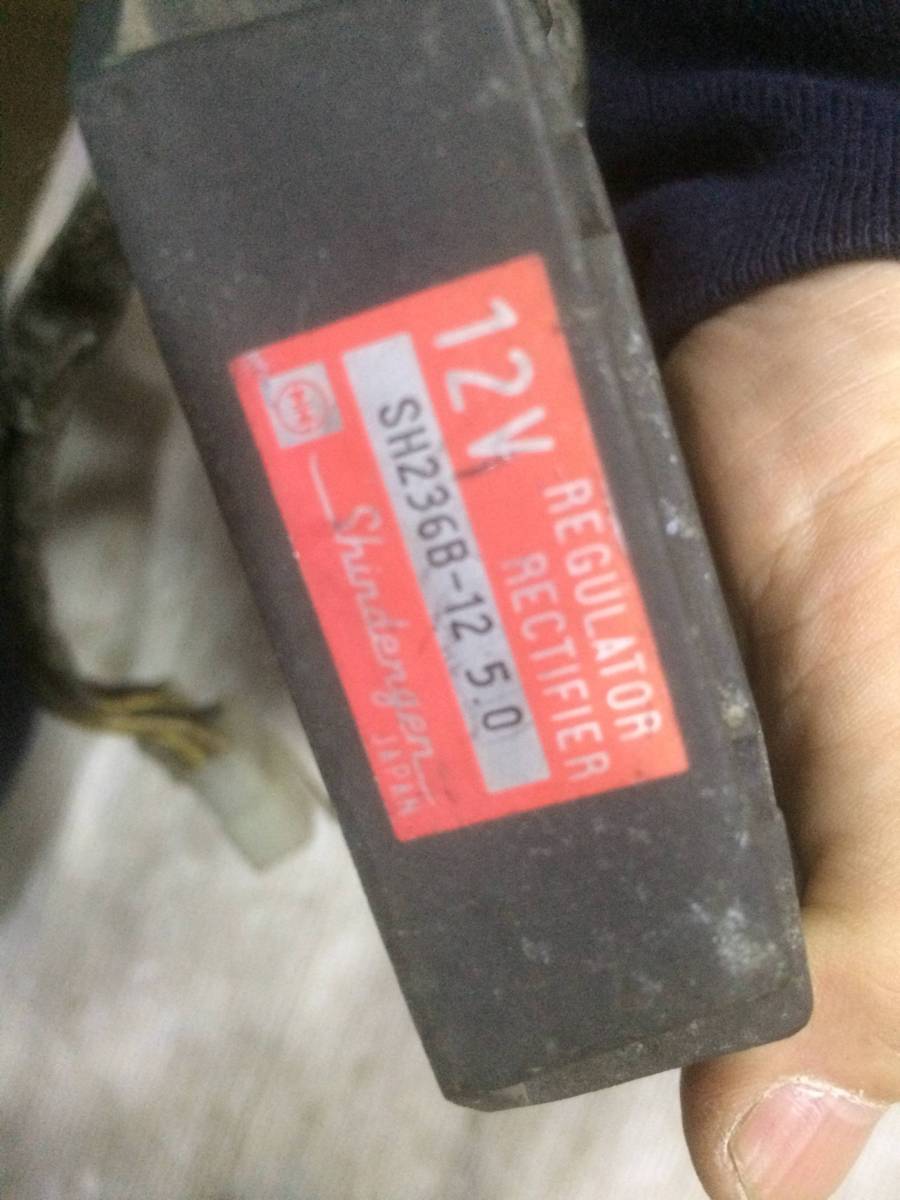 12V REGULATOR
RECTIFIER
SH236B-12 5.0
Shindengen
JAPAN